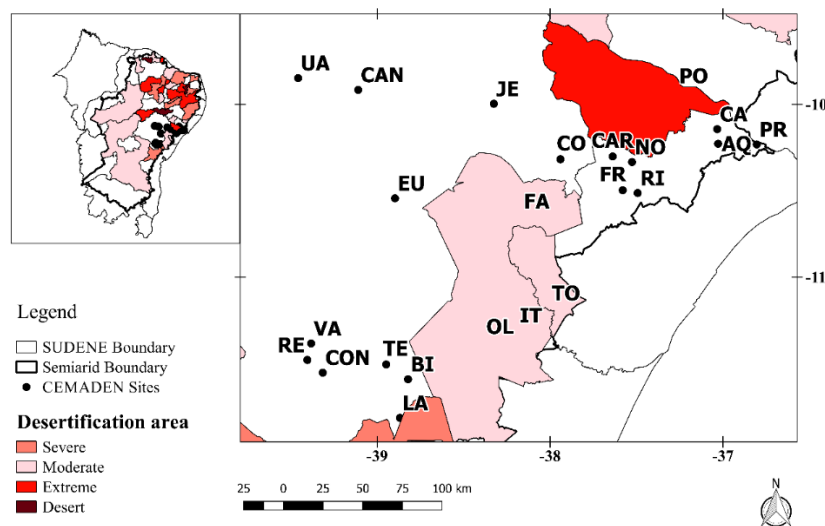 UA
CAN
JE
PO
-10
CA
PR
CO
CAR
NO
AQ
FR
RI
EU
FA
-11
TO
IT
OL
VA
RE
CON
TE
BI
LA
-39
-38
-37
Legend
SUDENE Boundary
Semiarid Boundary
CEMADEN Sites
Desertification area
Severe
Moderate
Extreme
Desert
25 0 25 50 75 100 km
N